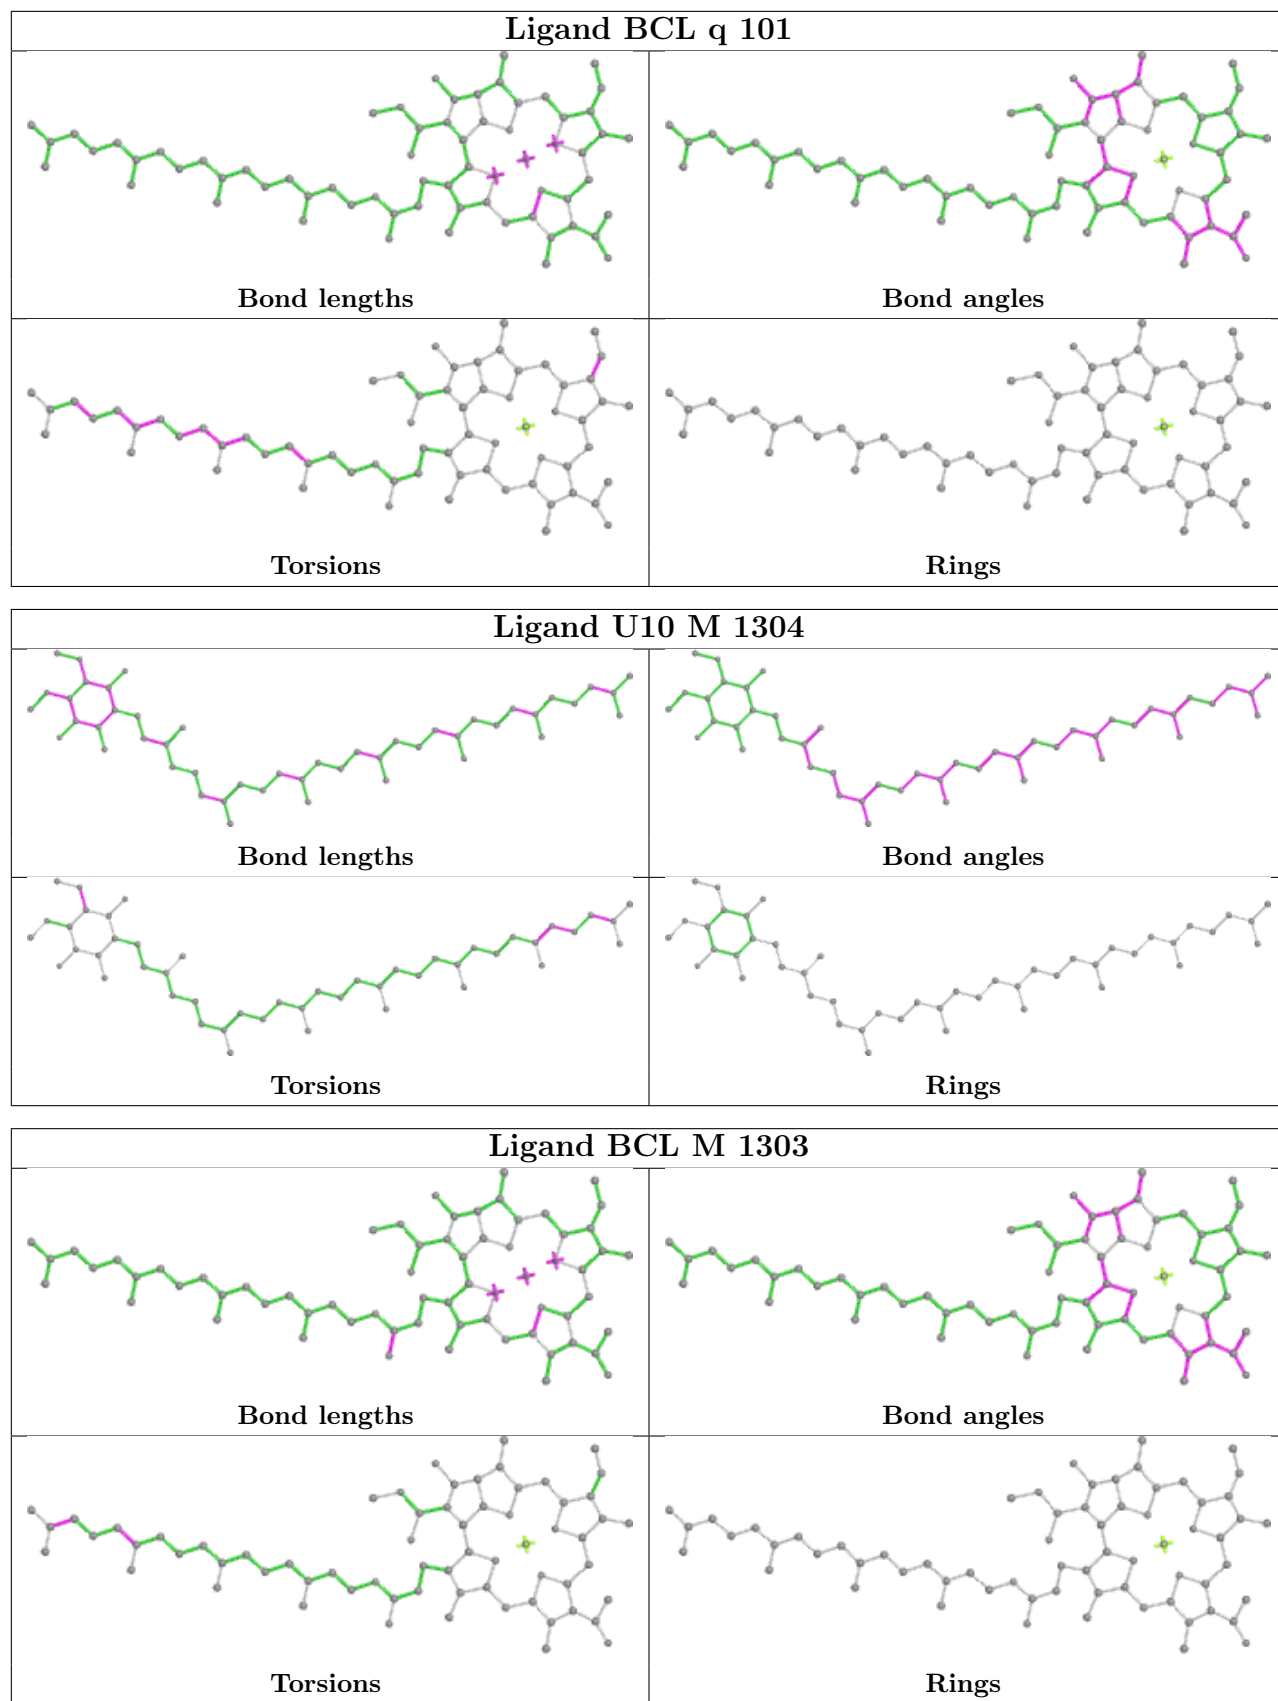 Ligand BCL q 101
Bond lengths
Bond angles
Torsions
Rings
Ligand U10 M 1304
Bond lengths
Bond angles
Torsions
Rings
Ligand BCL M 1303
Bond lengths
Bond angles
Torsions
Rings